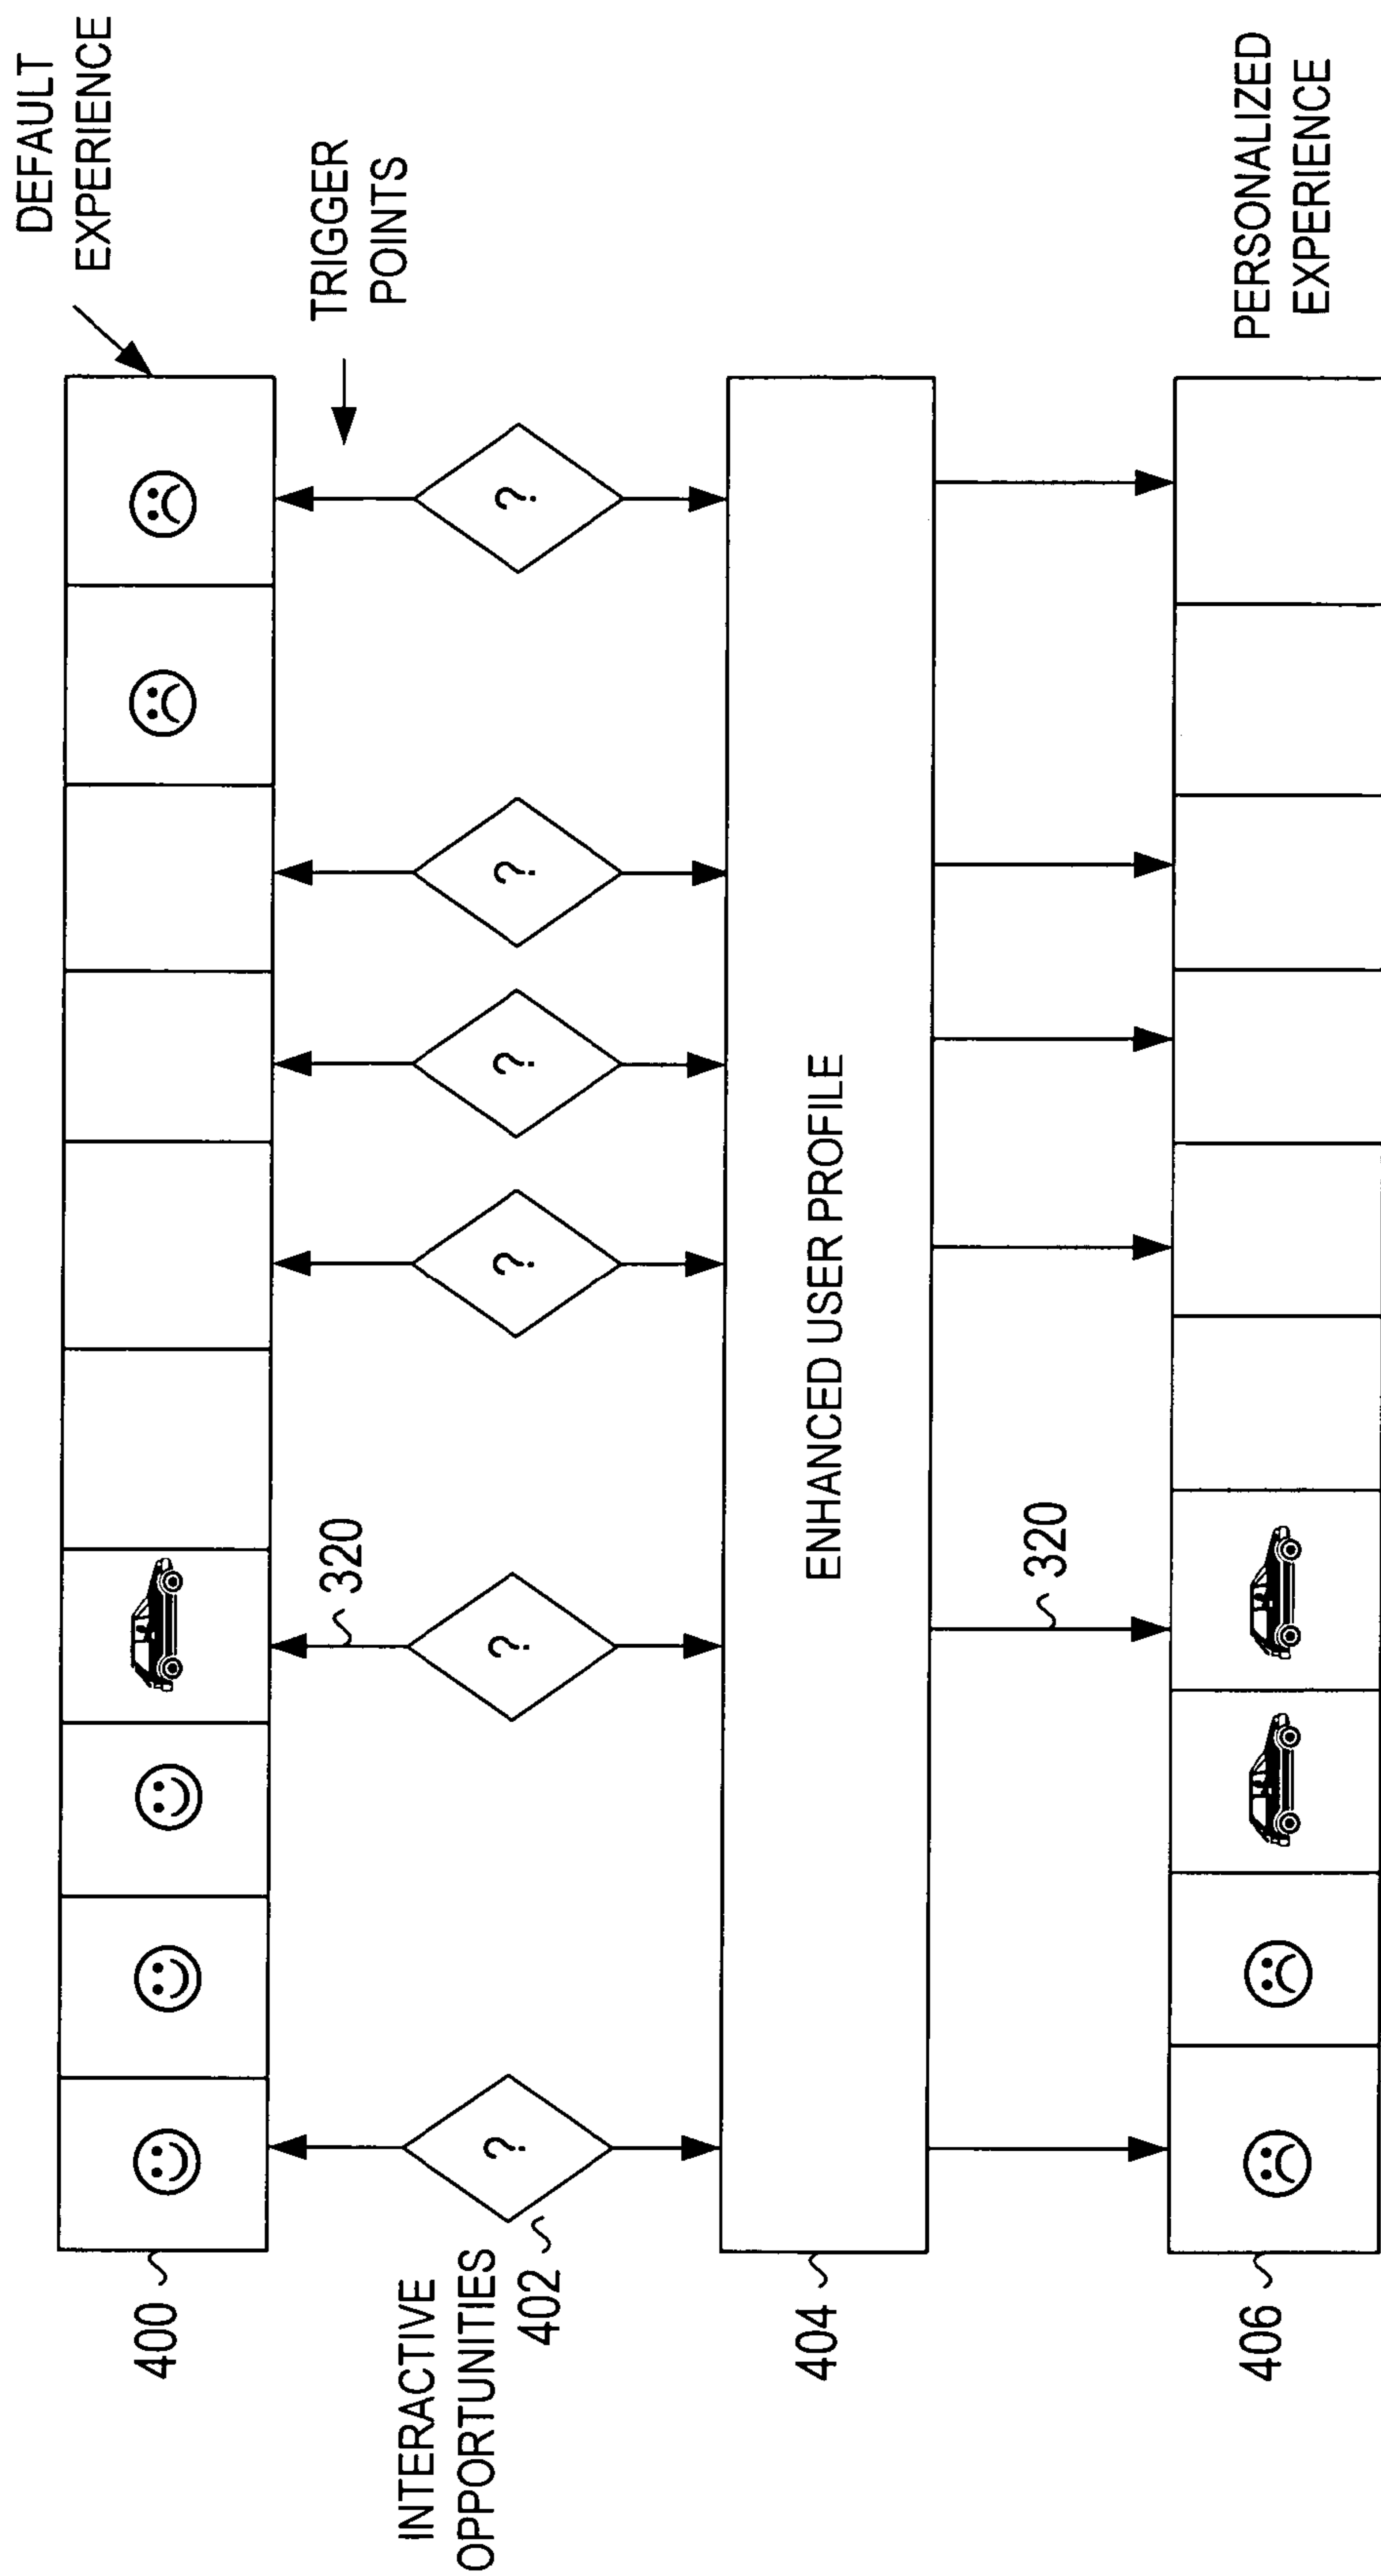 DEFAULT
EXPERIENCE
400
TRIGGER
POINTS
320
INTERACTIVE
OPPORTUNITIES
402
?
?
?
?
?
?
ENHANCED USER PROFILE
404
320
PERSONALIZED
EXPERIENCE
406